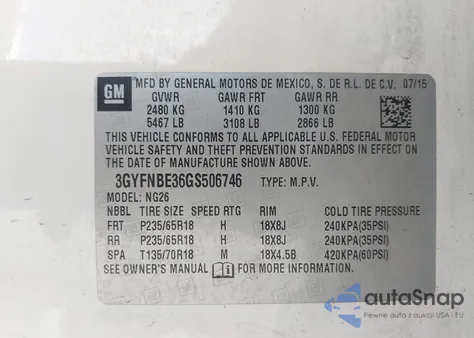 GM
MFD BY GENERAL MOTORS DE MEXICO, S. DE R.L. DE C.V. 07/15
GVWR GAWR FRT GAWR RR
2480 KG 1410 KG 1300 KG
5467 LB 3108 LB 2866 LB
THIS VEHICLE CONFORMS TO ALL APPLICABLE U.S. FEDERAL MOTOR
VEHICLE SAFETY AND THEFT PREVENTION STANDARDS IN EFFECT ON
THE DATE OF MANUFACTURE SHOWN ABOVE.
3GYFNBE36GS506746 TYPE: M.P.V.
MODEL: NG26
NBBL TIRE SIZE SPEED RTG RIM COLD TIRE PRESSURE
FRT P235/65R18 H 18X8J 240KPA(35PSI)
RR P235/65R18 H 18X8J 240KPA(35PSI)
SPA T135/70R18 M 18X4.5B 420KPA(60PSI)
SEE OWNER'S MANUAL FOR MORE INFORMATION
autoSnap
Pewne auta z aukcji USA i EU